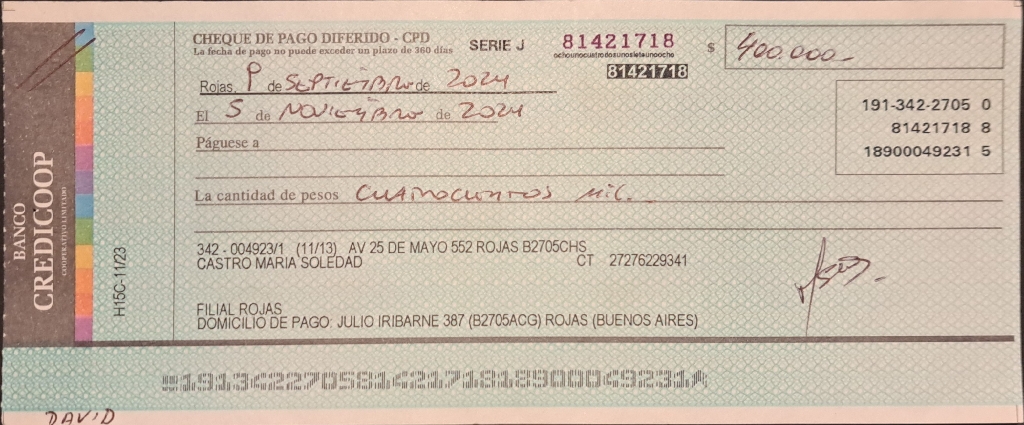 CHEQUE DE PAGO DIFERIDO - CPD
La fecha de pago no puede exceder un plazo de 360 días
SERIE J
81421718
ochounocuatrodosunosieteunoocho
81421718
$ 400.000_
Rojas, 9 de SEPTIEMBRE de 2024
El 5 de NOVIEMBRE de 2024
Páguese a
La cantidad de pesos CUATROCIENTOS MIL.
191-342-2705 0
81421718 8
18900049231 5
342 - 004923/1 (11/13) AV 25 DE MAYO 552 ROJAS B2705CHS
CASTRO MARIA SOLEDAD CT 27276229341
FILIAL ROJAS
DOMICILIO DE PAGO: JULIO IRIBARNE 387 (B2705ACG) ROJAS (BUENOS AIRES)
BANCO
CREDICOOP
COOPERATIVO LIMITADO
H15C-11/23
19134227058142171818900049231
DAVID